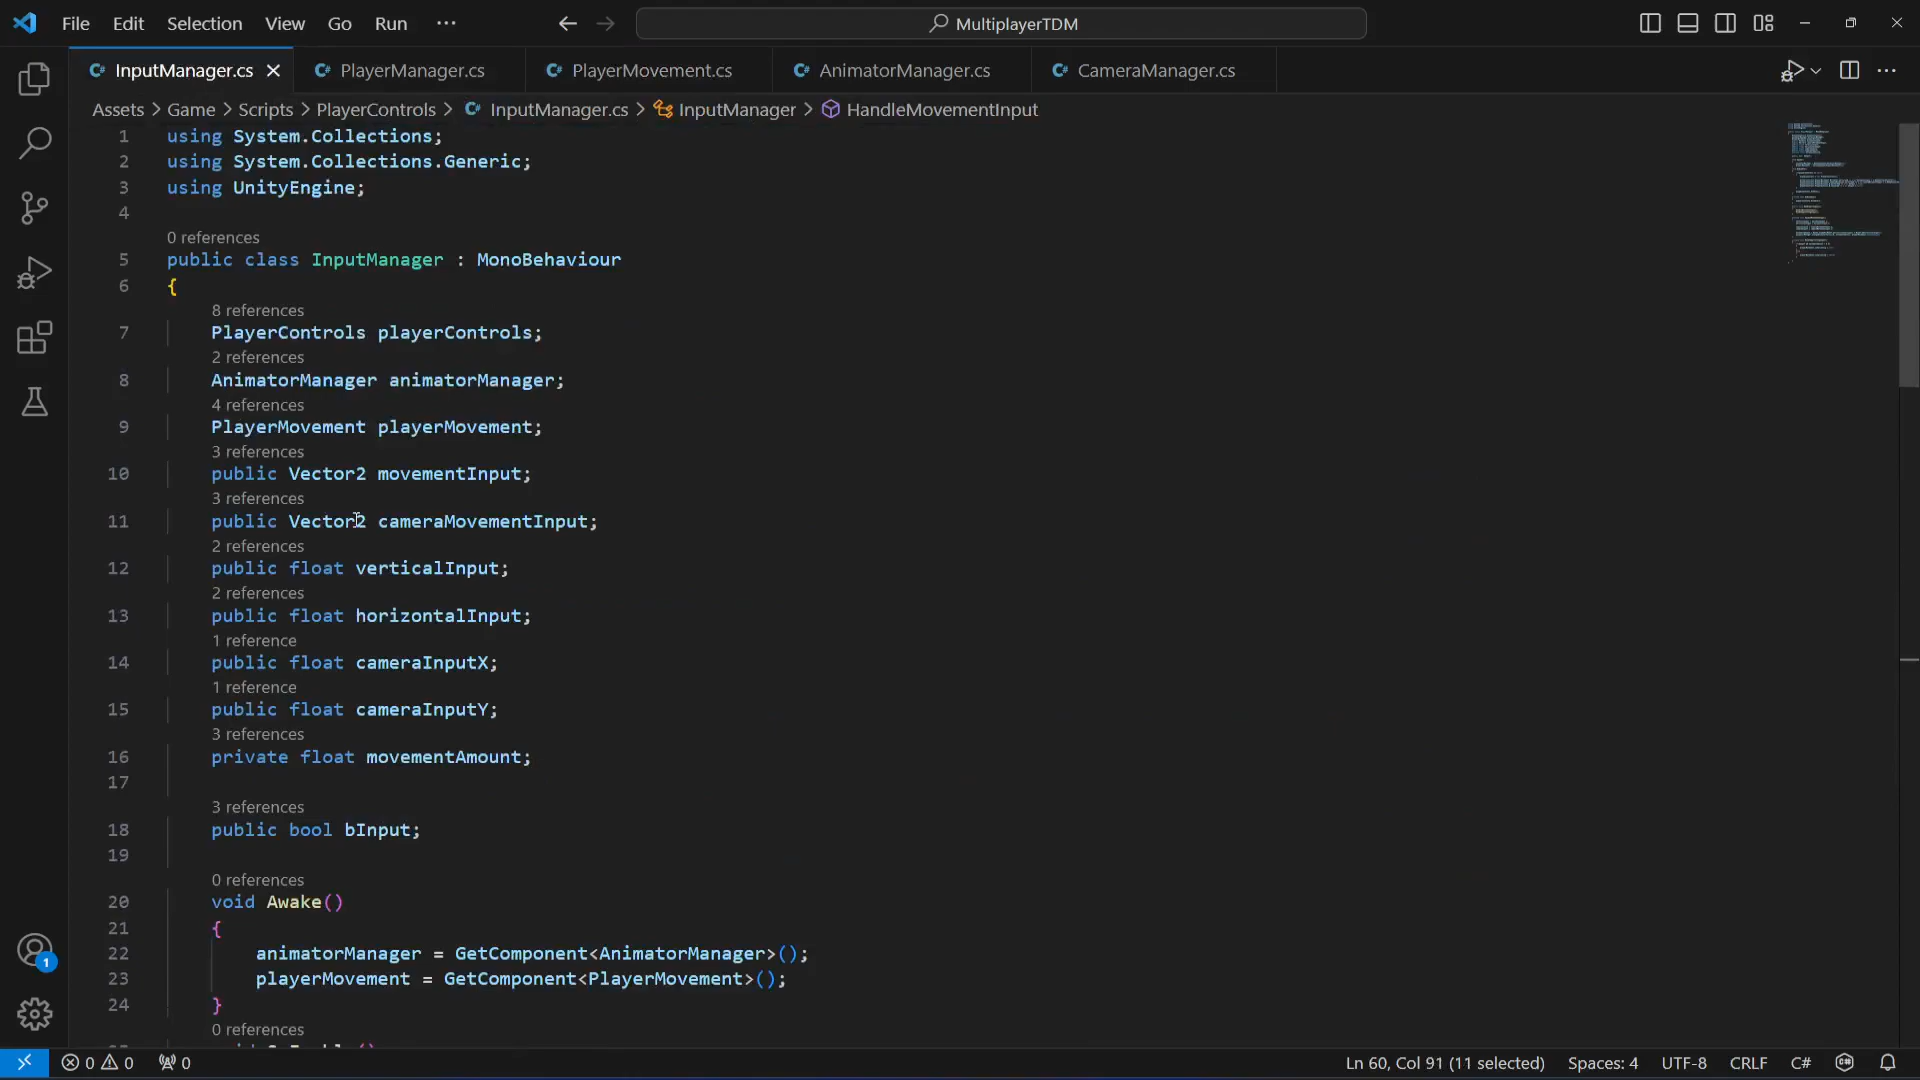 File Edit Selection View Go Run ··· MultiplayerTDM
InputManager.cs PlayerManager.cs PlayerMovement.cs AnimatorManager.cs CameraManager.cs
Assets > Game > Scripts > PlayerControls > InputManager.cs > InputManager > HandleMovementInput
1 using System.Collections;
2 using System.Collections.Generic;
3 using UnityEngine;
4
0 references
5 public class InputManager : MonoBehaviour
6 {
8 references
7 PlayerControls playerControls;
2 references
8 AnimatorManager animatorManager;
4 references
9 PlayerMovement playerMovement;
3 references
10 public Vector2 movementInput;
3 references
11 public Vector2 cameraMovementInput;
2 references
12 public float verticalInput;
2 references
13 public float horizontalInput;
1 reference
14 public float cameraInputX;
1 reference
15 public float cameraInputY;
3 references
16 private float movementAmount;
17
3 references
18 public bool bInput;
19
0 references
20 void Awake()
21 {
22 animatorManager = GetComponent<AnimatorManager>();
23 playerMovement = GetComponent<PlayerMovement>();
24 }
0 references
1
0 0 0 Ln 60, Col 91 (11 selected) Spaces: 4 UTF-8 CRLF C#